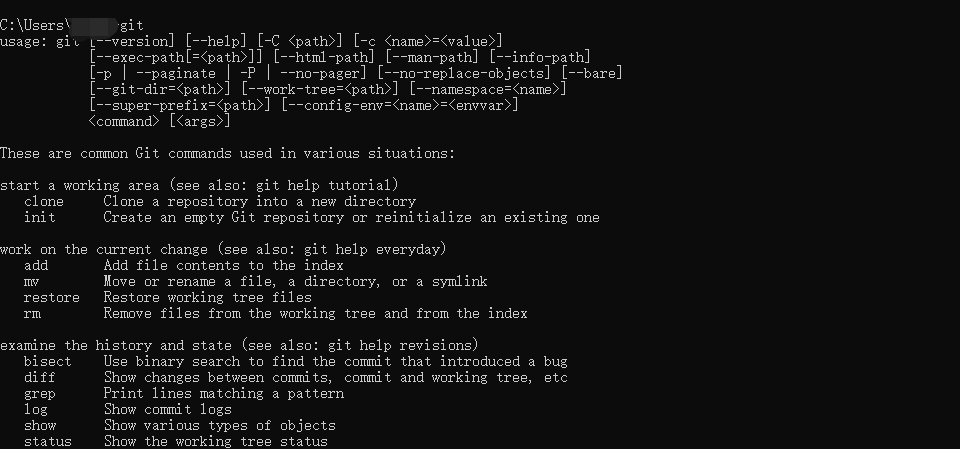 C:\Users\ git
usage: git [--version] [--help] [-C <path>] [-c <name>=<value>]
           [--exec-path[=<path>]] [--html-path] [--man-path] [--info-path]
           [-p | --paginate | -P | --no-pager] [--no-replace-objects] [--bare]
           [--git-dir=<path>] [--work-tree=<path>] [--namespace=<name>]
           [--super-prefix=<path>] [--config-env=<name>=<envvar>]
           <command> [<args>]

These are common Git commands used in various situations:

start a working area (see also: git help tutorial)
   clone     Clone a repository into a new directory
   init      Create an empty Git repository or reinitialize an existing one

work on the current change (see also: git help everyday)
   add       Add file contents to the index
   mv        Move or rename a file, a directory, or a symlink
   restore   Restore working tree files
   rm        Remove files from the working tree and from the index

examine the history and state (see also: git help revisions)
   bisect    Use binary search to find the commit that introduced a bug
   diff      Show changes between commits, commit and working tree, etc
   grep      Print lines matching a pattern
   log       Show commit logs
   show      Show various types of objects
   status    Show the working tree status